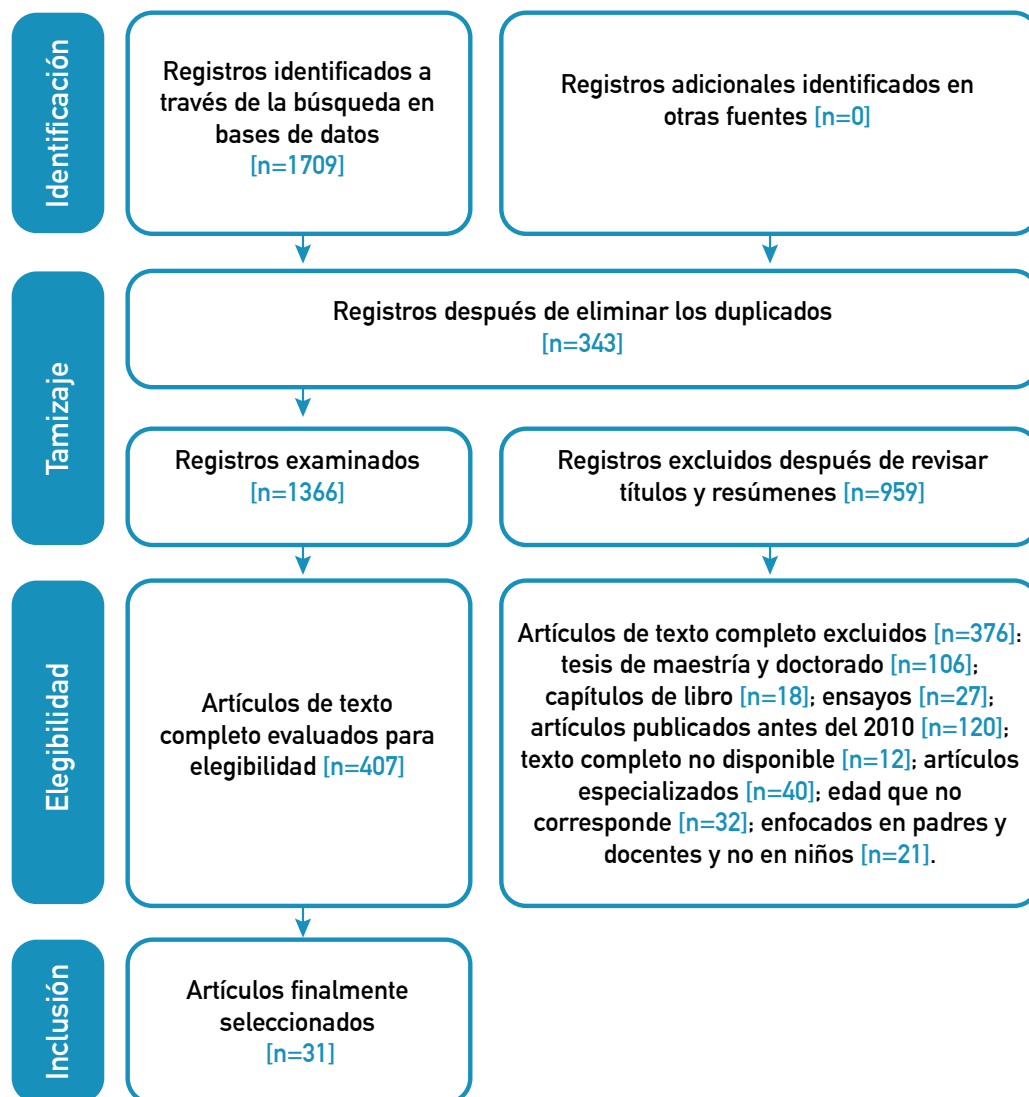 Identificación
Registros identificados a
través de la búsqueda en
bases de datos
[n=1709]
Registros adicionales identificados en
otras fuentes [n=0]
Tamizaje
Registros después de eliminar los duplicados
[n=343]
Registros examinados
[n=1366]
Registros excluidos después de revisar
títulos y resúmenes [n=959]
Elegibilidad
Artículos de texto
completo evaluados para
elegibilidad [n=407]
Artículos de texto completo excluidos [n=376]:
tesis de maestría y doctorado [n=106];
capítulos de libro [n=18]; ensayos [n=27];
artículos publicados antes del 2010 [n=120];
texto completo no disponible [n=12]; artículos
especializados [n=40]; edad que no
corresponde [n=32]; enfocados en padres y
docentes y no en niños [n=21].
Inclusión
Artículos finalmente
seleccionados
[n=31]